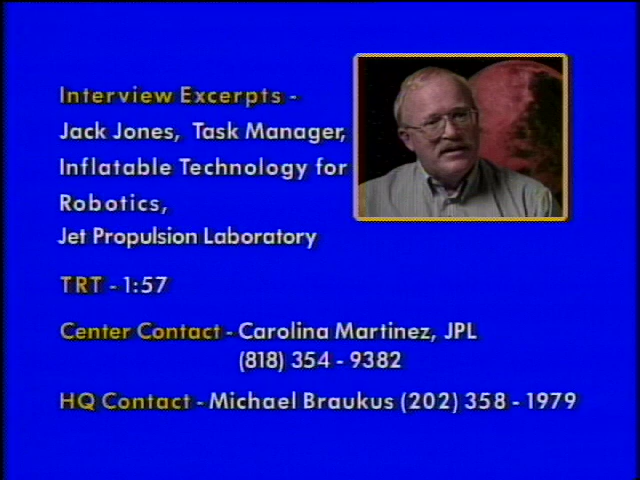 Interview Excerpts -
Jack Jones, Task Manager,
Inflatable Technology for
Robotics,
Jet Propulsion Laboratory
TRT - 1:57
Center Contact - Carolina Martinez, JPL
(818) 354 - 9382
HQ Contact - Michael Braukus (202) 358 - 1979